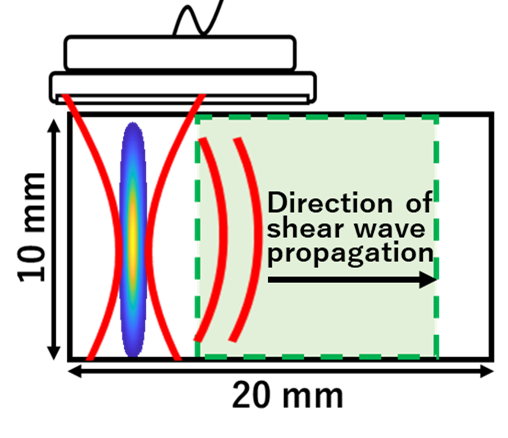 Direction of
shear wave
propagation
10 mm
20 mm